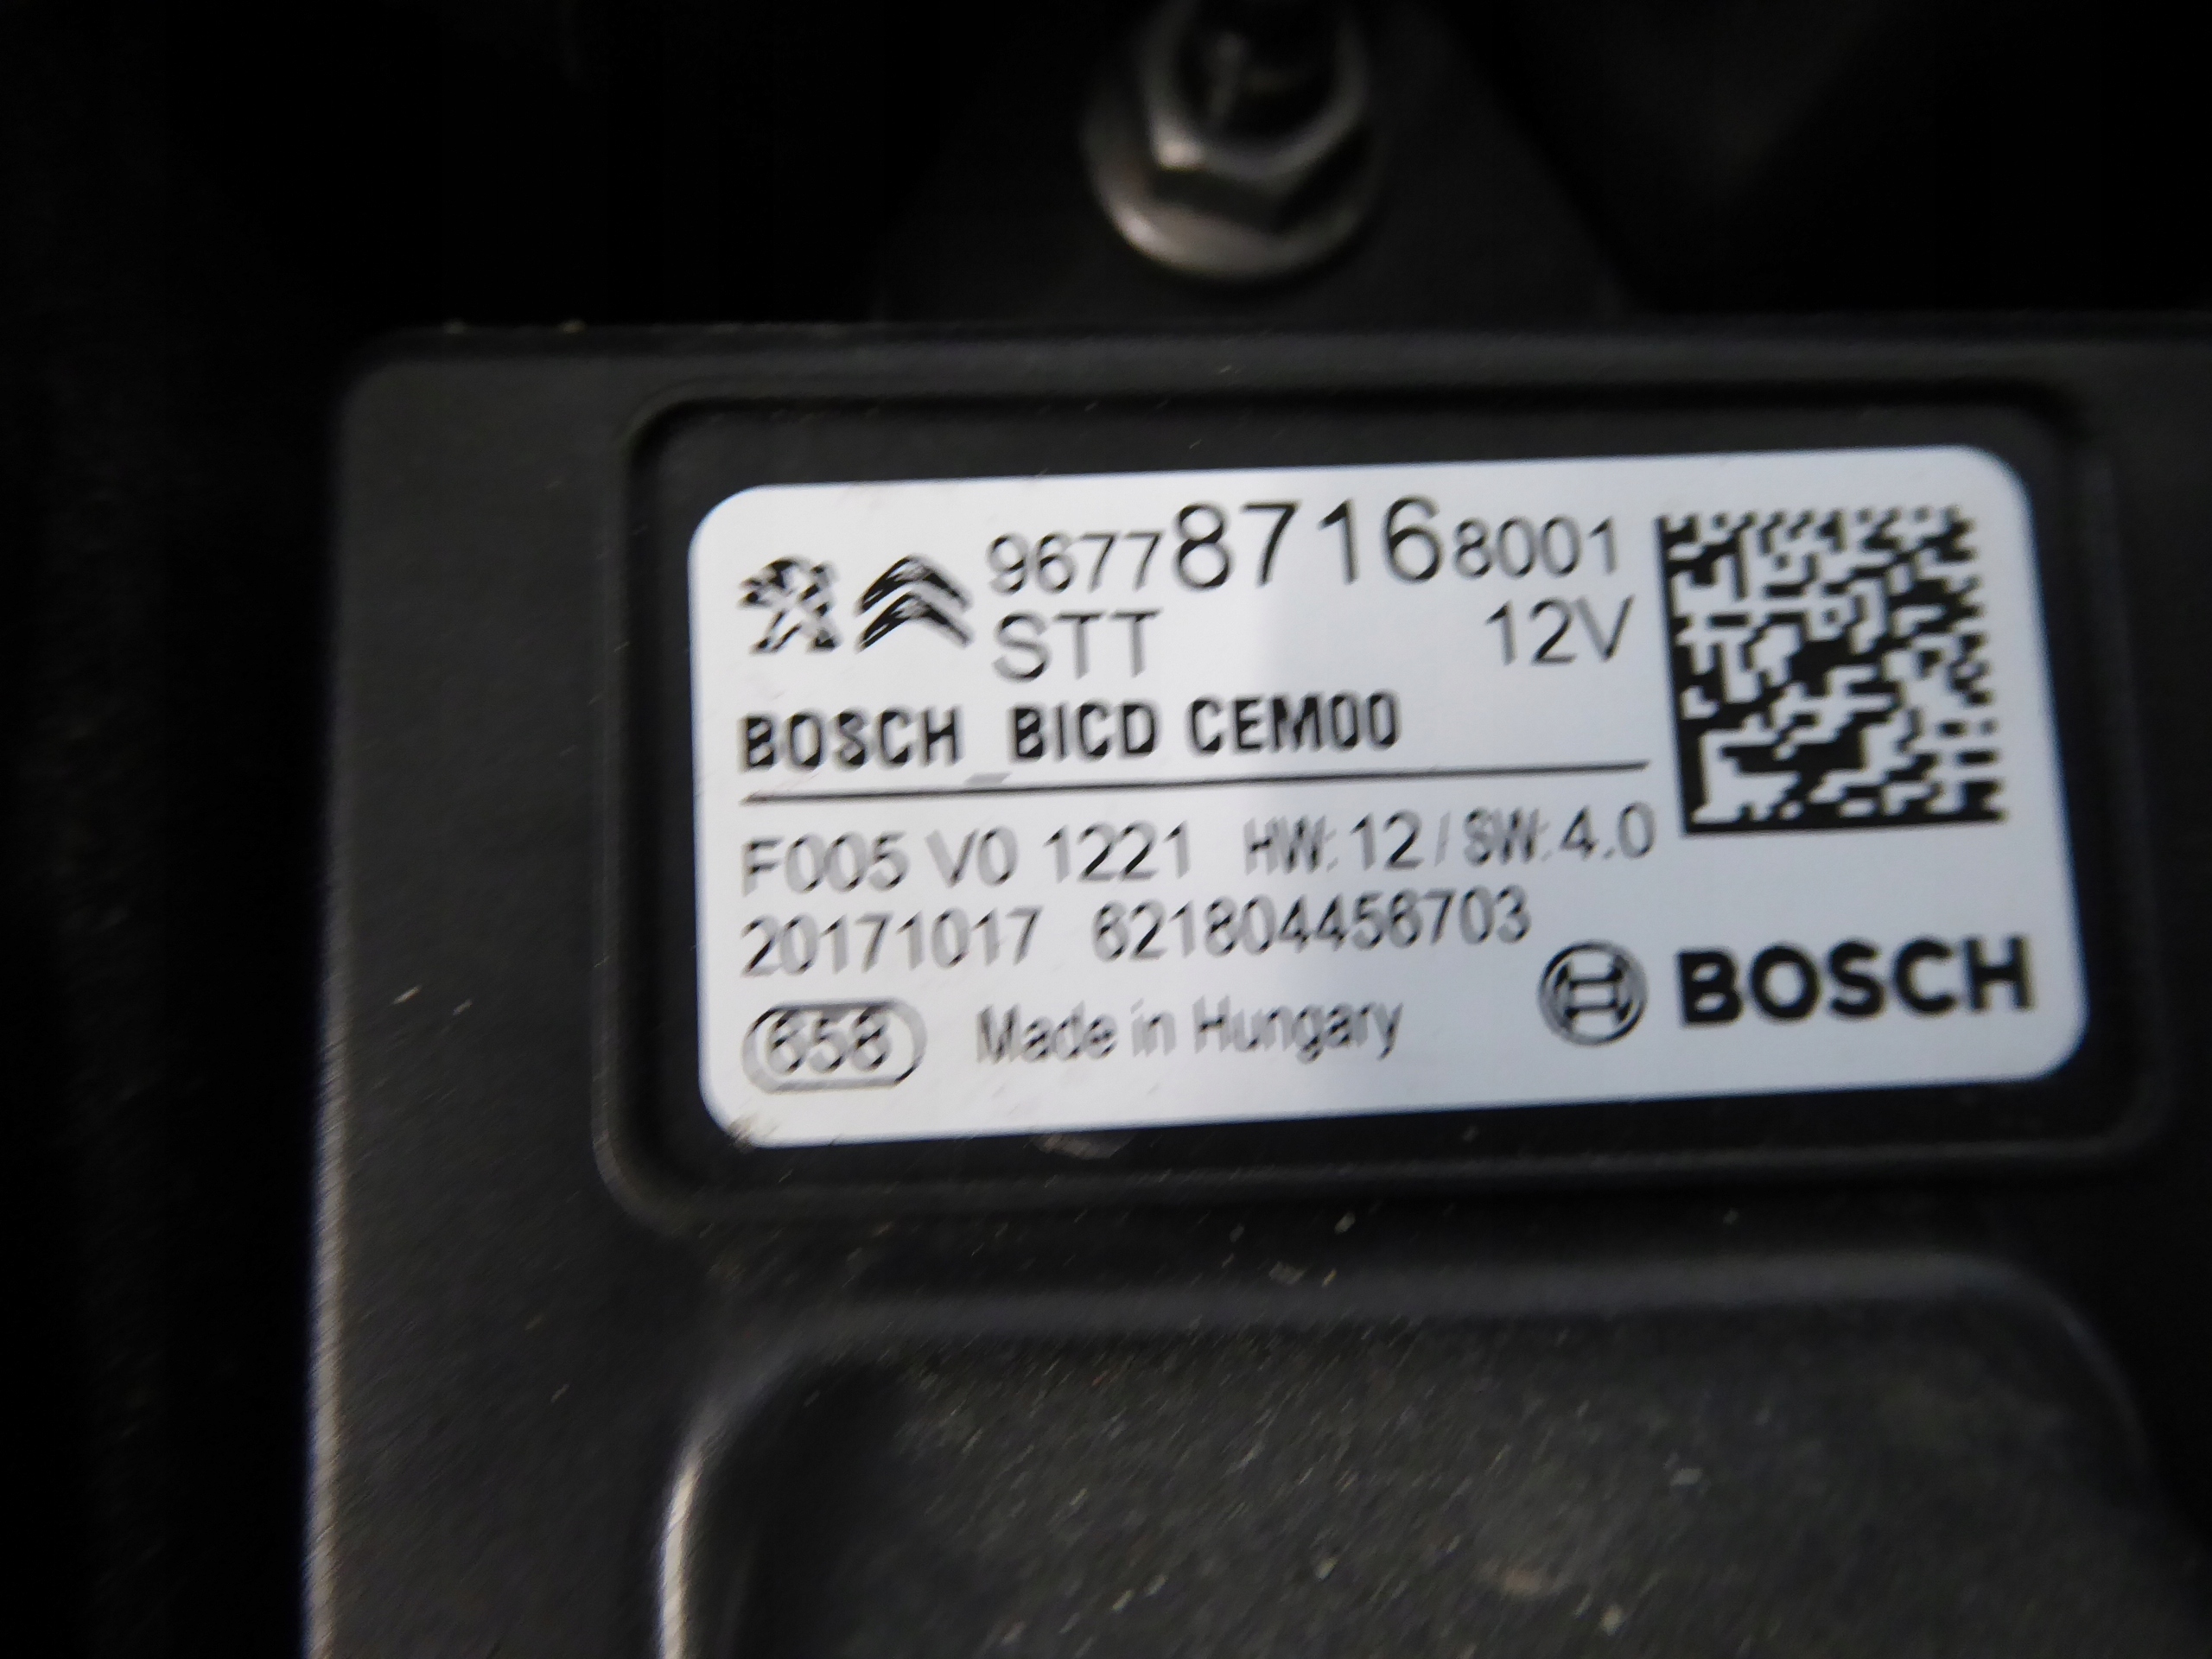 96778716 8001
STT 12V
BOSCH_BICD CEM00
F005 V0 1221 HW: 12 / SW: 4.0
20171017 621804456703
658 Made in Hungary
BOSCH